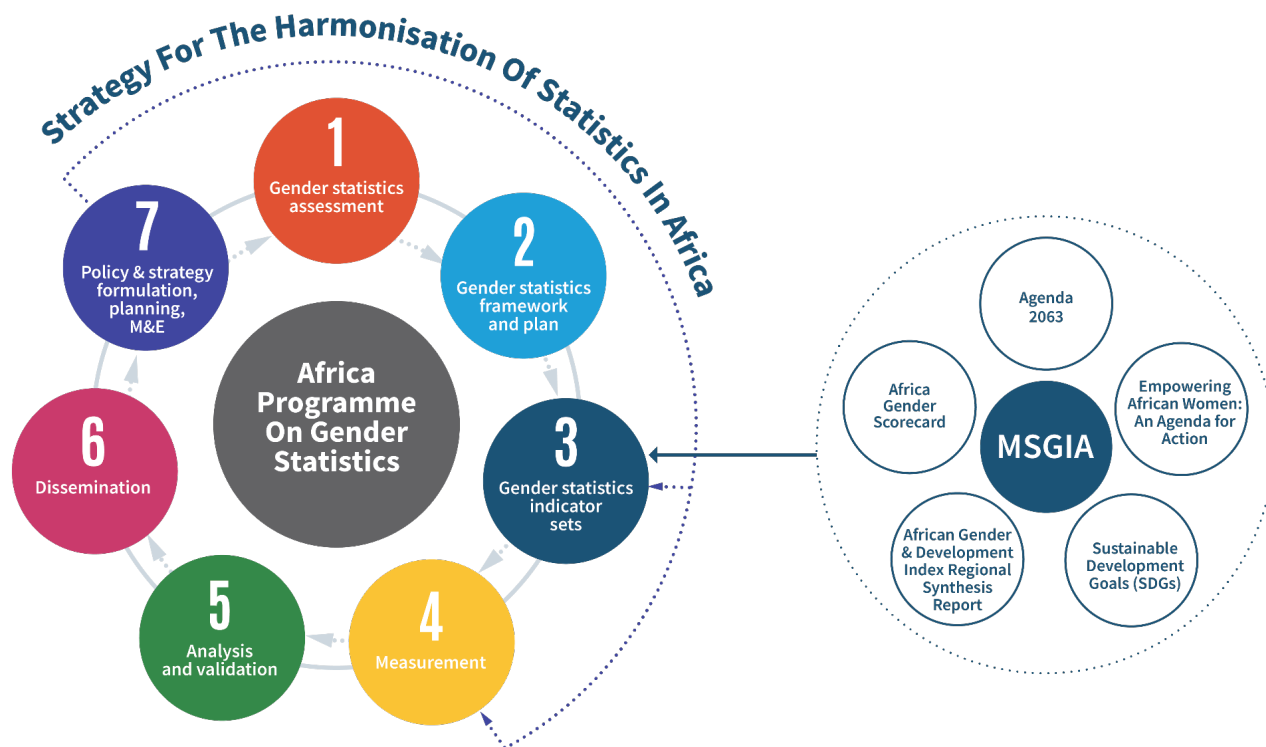 Strategy For The Harmonisation Of Statistics In Africa
1
Gender statistics
assessment
2
Gender statistics
framework
and plan
3
Gender statistics
indicator
sets
4
Measurement
5
Analysis
and validation
6
Dissemination
7
Policy & strategy
formulation,
planning,
M&E
Africa
Programme
On Gender
Statistics
Agenda
2063
Empowering
African Women:
An Agenda for
Action
Sustainable
Development
Goals (SDGs)
African Gender
& Development
Index Regional
Synthesis
Report
Africa
Gender
Scorecard
MSGIA